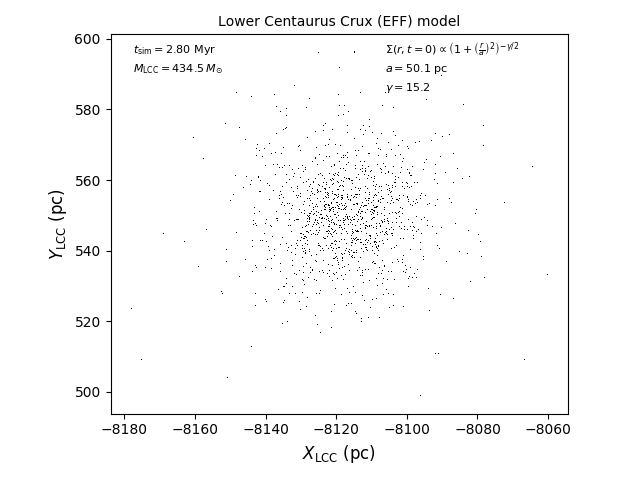 Lower Centaurus Crux (EFF) model
t_sim = 2.80 Myr
M_LCC = 434.5 M_⊙
Σ(r, t = 0) ∝ (1 + (r/a)²)^(−γ/2)
a = 50.1 pc
γ = 15.2
600
580
560
540
520
500
Y_LCC (pc)
−8180 −8160 −8140 −8120 −8100 −8080 −8060
X_LCC (pc)